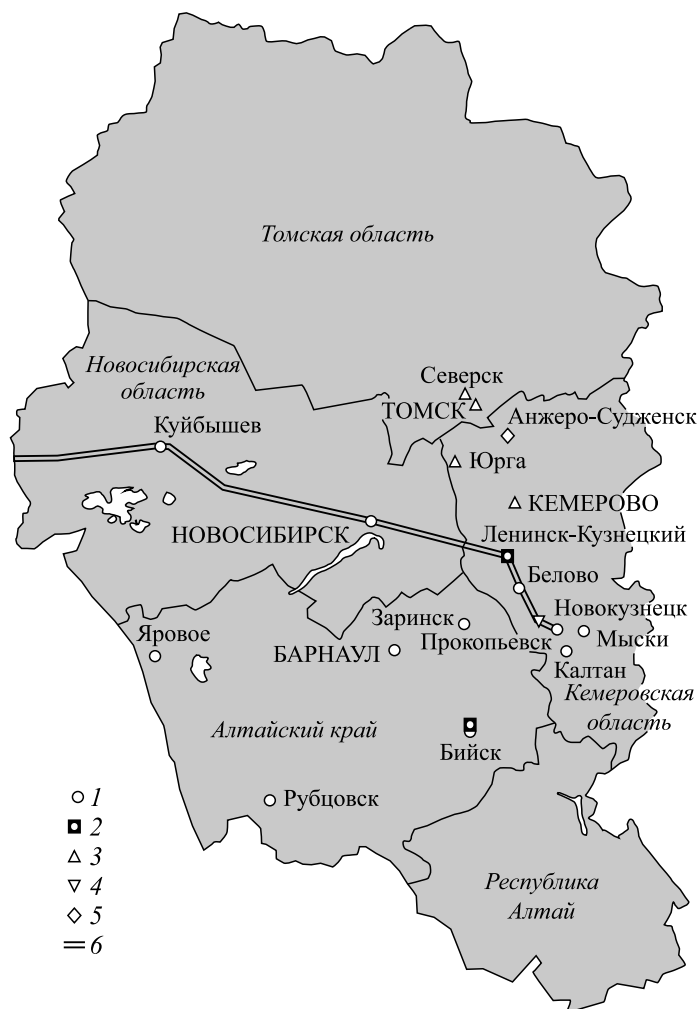 Томская область
Новосибирская
область
Северск
ТОМСК
Анжеро-Судженск
Куйбышев
Юрга
КЕМЕРОВО
НОВОСИБИРСК
Ленинск-Кузнецкий
Белово
Новокузнецк
Заринск
Прокопьевск
Мыски
Яровое
БАРНАУЛ
Калтан
Кемеровская
область
Алтайский край
Бийск
Рубцовск
1
2
3
4
5
6
Республика
Алтай